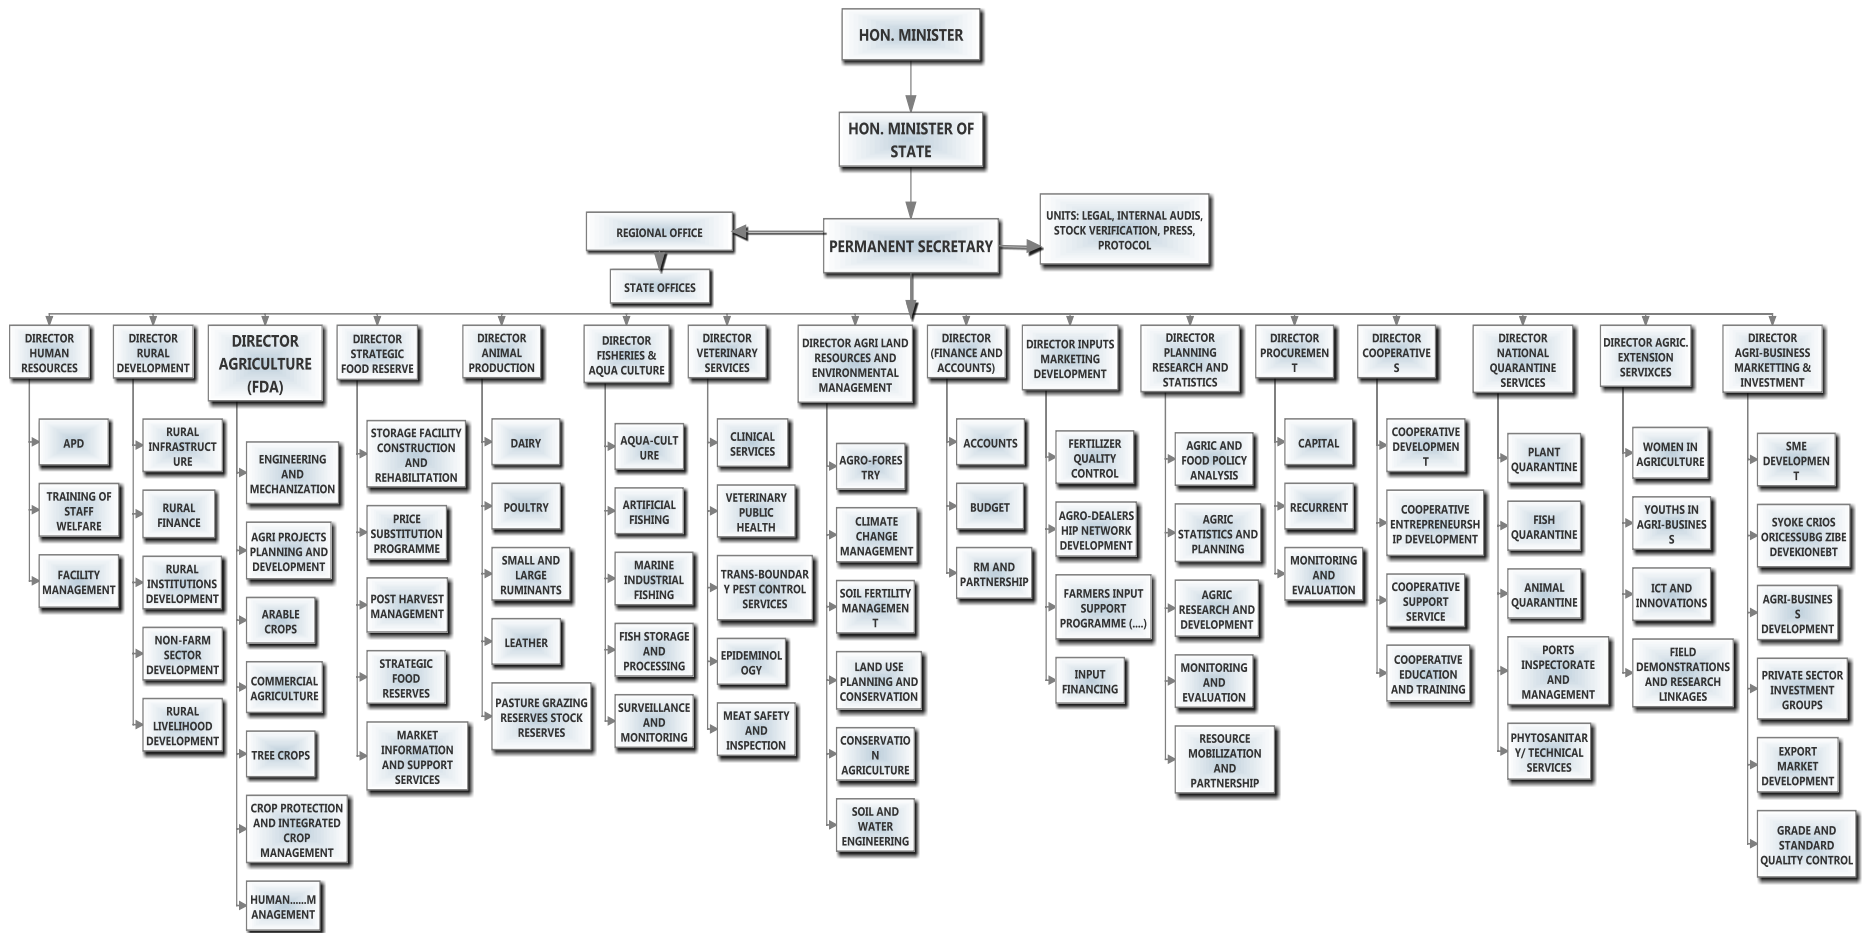 HON. MINISTER
HON. MINISTER OF
STATE
PERMANENT SECRETARY
REGIONAL OFFICE
STATE OFFICES
UNITS: LEGAL, INTERNAL AUDIS,
STOCK VERIFICATION, PRESS,
PROTOCOL
DIRECTOR
HUMAN
RESOURCES
APD
TRAINING OF
STAFF
WELFARE
FACILITY
MANAGEMENT
DIRECTOR
RURAL
DEVELOPMENT
RURAL
INFRASTRUCT
URE
RURAL
FINANCE
RURAL
INSTITUTIONS
DEVELOPMENT
NON-FARM
SECTOR
DEVELOPMENT
RURAL
LIVELIHOOD
DEVELOPMENT
DIRECTOR
AGRICULTURE
(FDA)
ENGINEERING
AND
MECHANIZATION
AGRI PROJECTS
PLANNING AND
DEVELOPMENT
ARABLE
CROPS
COMMERCIAL
AGRICULTURE
TREE CROPS
CROP PROTECTION
AND INTEGRATED
CROP
MANAGEMENT
HUMAN......M
ANAGEMENT
DIRECTOR
STRATEGIC
FOOD RESERVE
STORAGE FACILITY
CONSTRUCTION
AND
REHABILITATION
PRICE
SUBSTITUTION
PROGRAMME
POST HARVEST
MANAGEMENT
STRATEGIC
FOOD
RESERVES
MARKET
INFORMATION
AND SUPPORT
SERVICES
DIRECTOR
ANIMAL
PRODUCTION
DAIRY
POULTRY
SMALL AND
LARGE
RUMINANTS
LEATHER
PASTURE GRAZING
RESERVES STOCK
RESERVES
DIRECTOR
FISHERIES &
AQUA CULTURE
AQUA-CULT
URE
ARTIFICIAL
FISHING
MARINE
INDUSTRIAL
FISHING
FISH STORAGE
AND
PROCESSING
SURVEILLANCE
AND
MONITORING
DIRECTOR
VETERINARY
SERVICES
CLINICAL
SERVICES
VETERINARY
PUBLIC
HEALTH
TRANS-BOUNDAR
Y PEST CONTROL
SERVICES
EPIDEMINOL
OGY
MEAT SAFETY
AND
INSPECTION
DIRECTOR AGRI LAND
RESOURCES AND
ENVIRONMENTAL
MANAGEMENT
AGRO-FORES
TRY
CLIMATE
CHANGE
MANAGEMENT
SOIL FERTILITY
MANAGEMEN
T
LAND USE
PLANNING AND
CONSERVATION
CONSERVATIO
N
AGRICULTURE
SOIL AND
WATER
ENGINEERING
DIRECTOR
(FINANCE AND
ACCOUNTS)
ACCOUNTS
BUDGET
RM AND
PARTNERSHIP
DIRECTOR INPUTS
MARKETING
DEVELOPMENT
FERTILIZER
QUALITY
CONTROL
AGRO-DEALERS
HIP NETWORK
DEVELOPMENT
FARMERS INPUT
SUPPORT
PROGRAMME (....)
INPUT
FINANCING
DIRECTOR
PLANNING
RESEARCH AND
STATISTICS
AGRIC AND
FOOD POLICY
ANALYSIS
AGRIC
STATISTICS AND
PLANNING
AGRIC
RESEARCH AND
DEVELOPMENT
MONITORING
AND
EVALUATION
RESOURCE
MOBILIZATION
AND
PARTNERSHIP
DIRECTOR
PROCUREMEN
T
CAPITAL
RECURRENT
MONITORING
AND
EVALUATION
DIRECTOR
COOPERATIVE
S
COOPERATIVE
DEVELOPMEN
T
COOPERATIVE
ENTREPRENEURSH
IP DEVELOPMENT
COOPERATIVE
SUPPORT
SERVICE
COOPERATIVE
EDUCATION
AND TRAINING
DIRECTOR
NATIONAL
QUARANTINE
SERVICES
PLANT
QUARANTINE
FISH
QUARANTINE
ANIMAL
QUARANTINE
PORTS
INSPECTORATE
AND
MANAGEMENT
PHYTOSANITAR
Y/ TECHNICAL
SERVICES
DIRECTOR AGRIC.
EXTENSION
SERVIXCES
WOMEN IN
AGRICULTURE
YOUTHS IN
AGRI-BUSINES
S
ICT AND
INNOVATIONS
FIELD
DEMONSTRATIONS
AND RESEARCH
LINKAGES
DIRECTOR
AGRI-BUSINESS
MARKETTING &
INVESTMENT
SME
DEVELOPMEN
T
SYOKE CRIOS
ORICESSUBG ZIBE
DEVEKIONEBT
AGRI-BUSINES
S
DEVELOPMENT
PRIVATE SECTOR
INVESTMENT
GROUPS
EXPORT
MARKET
DEVELOPMENT
GRADE AND
STANDARD
QUALITY CONTROL